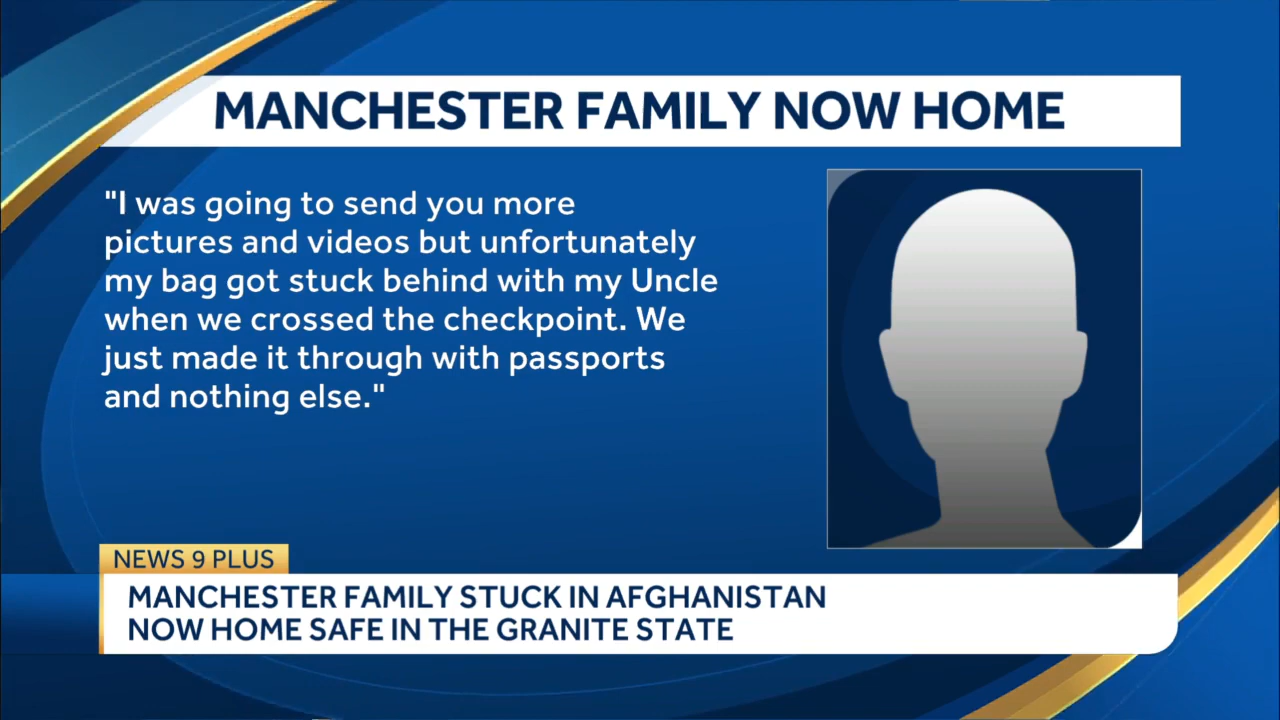 MANCHESTER FAMILY NOW HOME
"I was going to send you more
pictures and videos but unfortunately
my bag got stuck behind with my Uncle
when we crossed the checkpoint. We
just made it through with passports
and nothing else."
NEWS 9 PLUS
MANCHESTER FAMILY STUCK IN AFGHANISTAN
NOW HOME SAFE IN THE GRANITE STATE